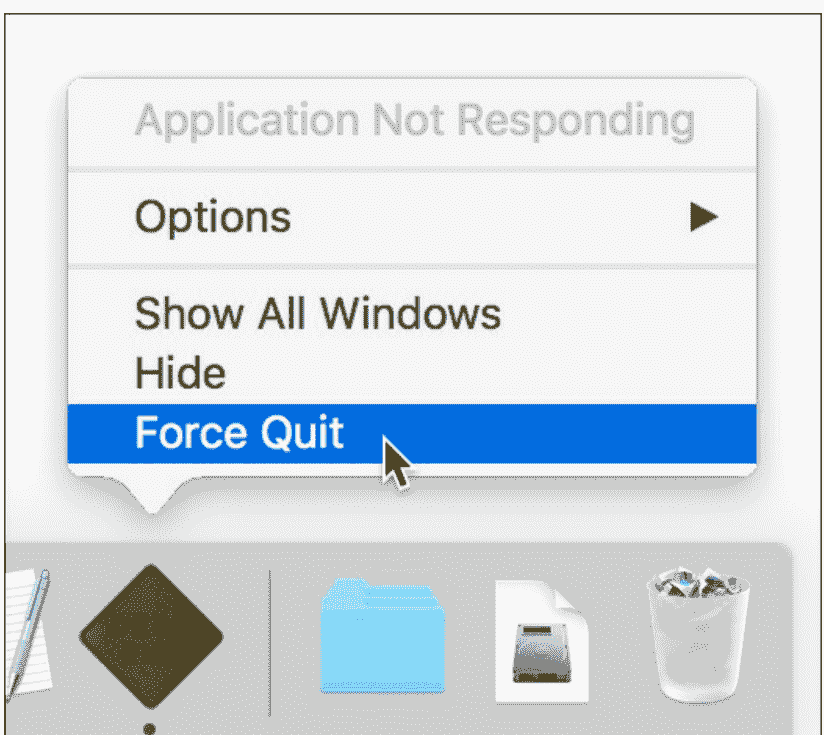 Application Not Responding
Options
Show All Windows
Hide
Force Quit